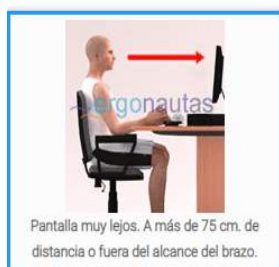 ergonautas
Pantalla muy lejos. A más de 75 cm. de
distancia o fuera del alcance del brazo.